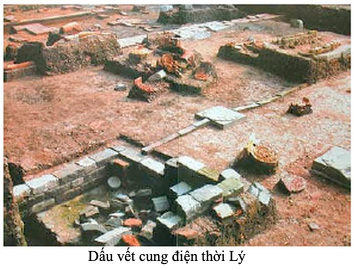 Dấu vết cung điện thời Lý